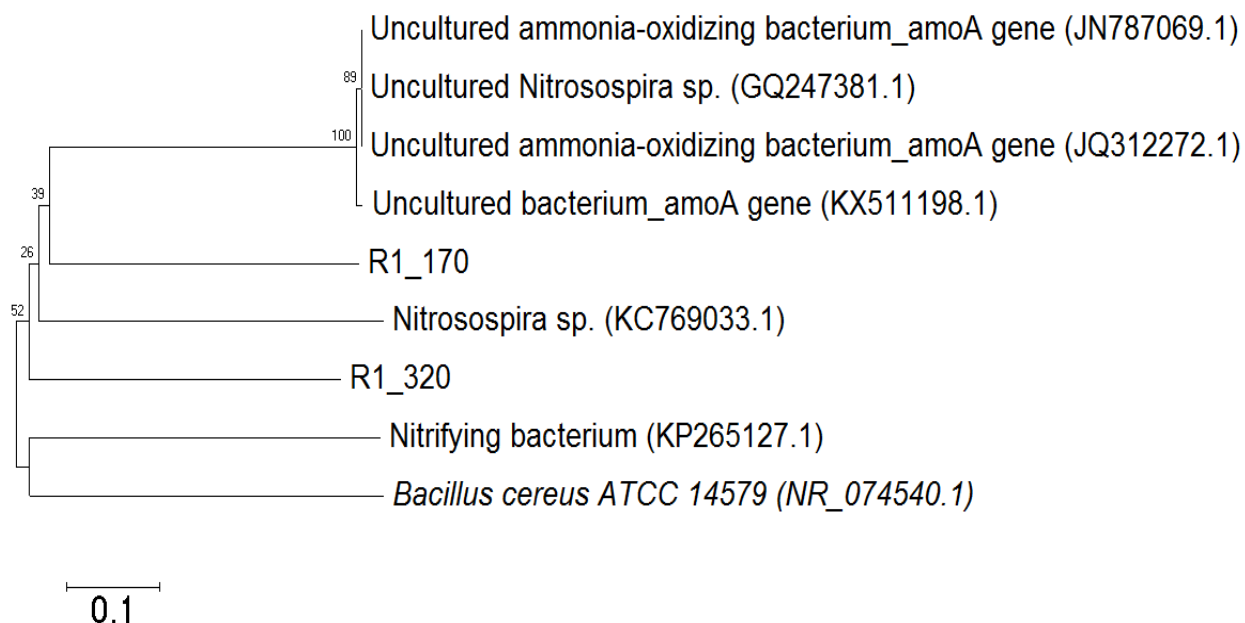 Uncultured ammonia-oxidizing bacterium_amoA gene (JN787069.1)
89
Uncultured Nitrosospira sp. (GQ247381.1)
100
Uncultured ammonia-oxidizing bacterium_amoA gene (JQ312272.1)
39
Uncultured bacterium_amoA gene (KX511198.1)
26
R1_170
52
Nitrosospira sp. (KC769033.1)
R1_320
Nitrifying bacterium (KP265127.1)
Bacillus cereus ATCC 14579 (NR_074540.1)
0.1